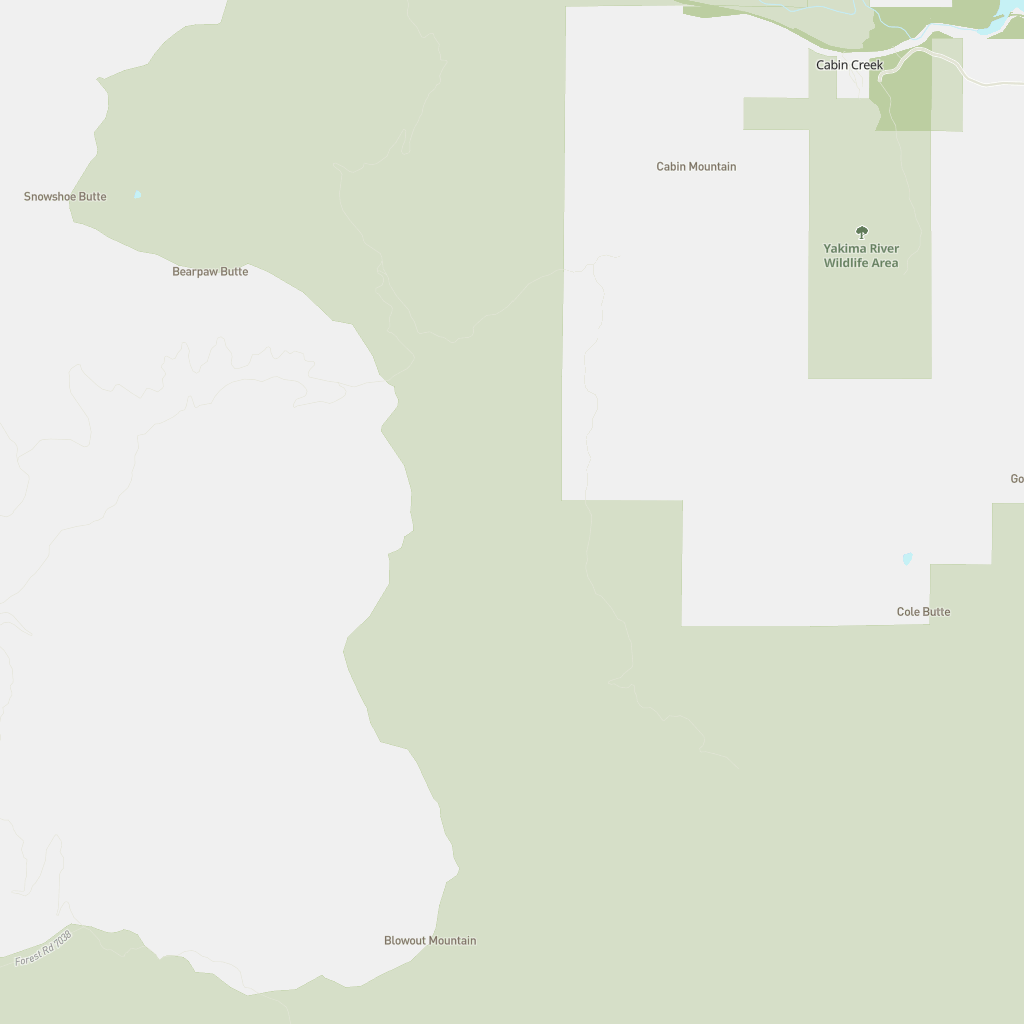 Cabin Creek
Cabin Mountain
Snowshoe Butte
Yakima River
Wildlife Area
Bearpaw Butte
Go
Cole Butte
Blowout Mountain
Forest Rd 7038